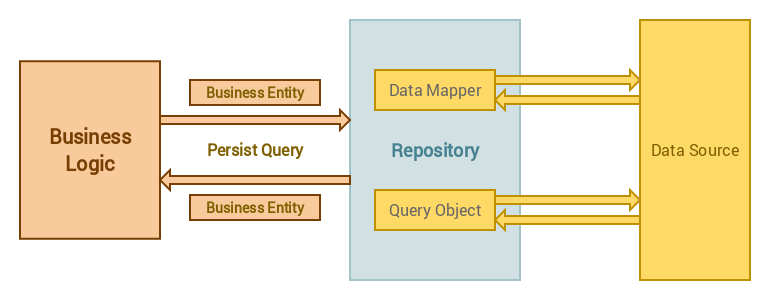 Business Entity
Data Mapper
Business
Logic
Persist Query
Repository
Data Source
Business Entity
Query Object